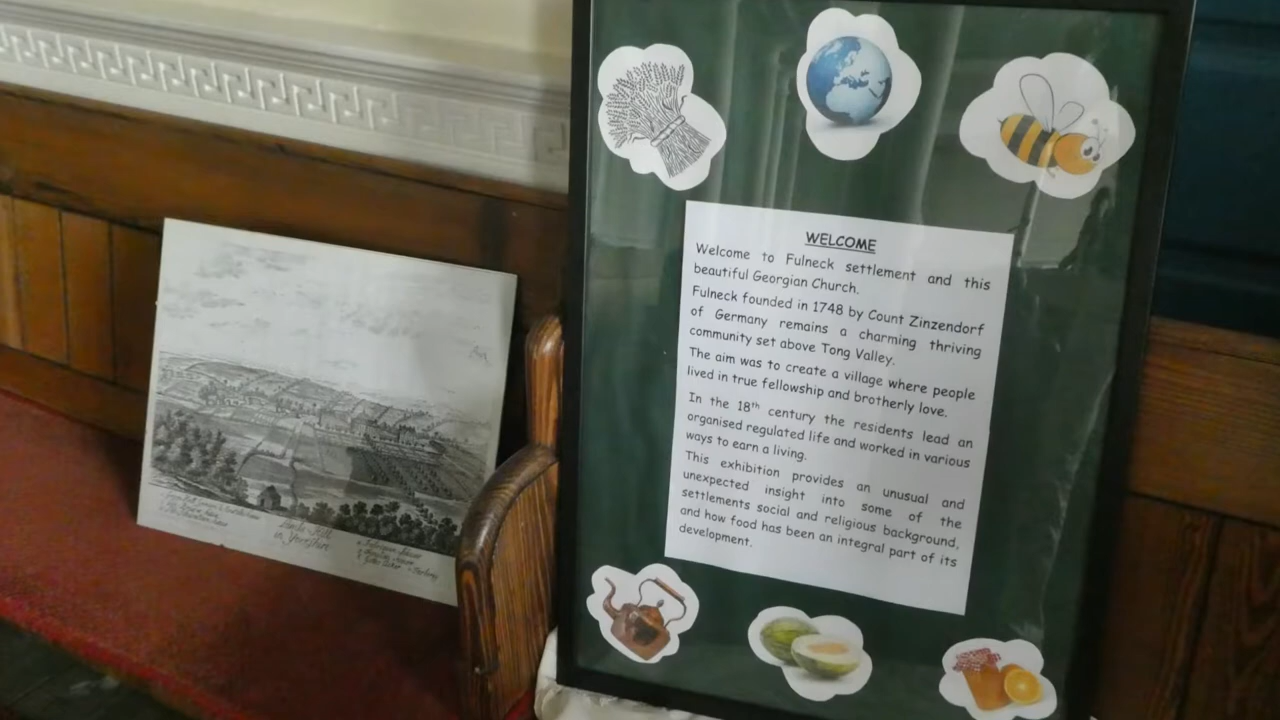 WELCOME
Welcome to Fulneck settlement and this
beautiful Georgian Church.
Fulneck founded in 1748 by Count Zinzendorf
of Germany remains a charming thriving
community set above Tong Valley.
The aim was to create a village where people
lived in true fellowship and brotherly love.
In the 18th century the residents lead an
organised regulated life and worked in various
ways to earn a living.
This exhibition provides an unusual and
unexpected insight into some of the
settlements social and religious background,
and how food has been an integral part of its
development.
Hill
in Yorkshire